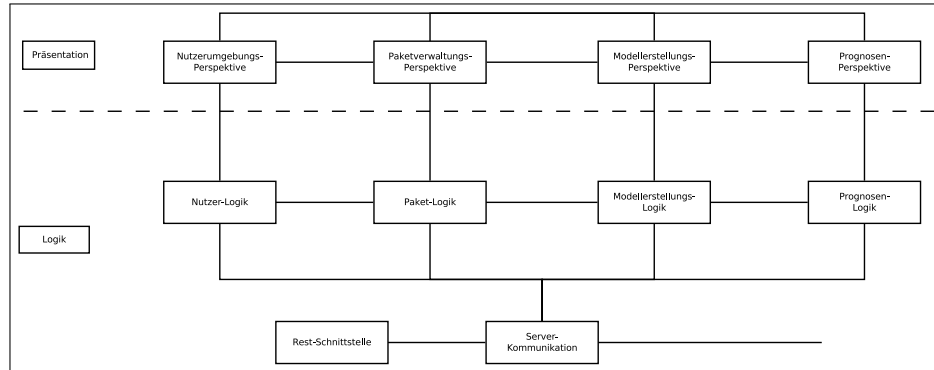 Präsentation
Nutzerumgebungs-
Perspektive
Paketverwaltungs-
Perspektive
Modellerstellungs-
Perspektive
Prognosen-
Perspektive
Nutzer-Logik
Paket-Logik
Modellerstellungs-
Logik
Prognosen-
Logik
Logik
Rest-Schnittstelle
Server-
Kommunikation